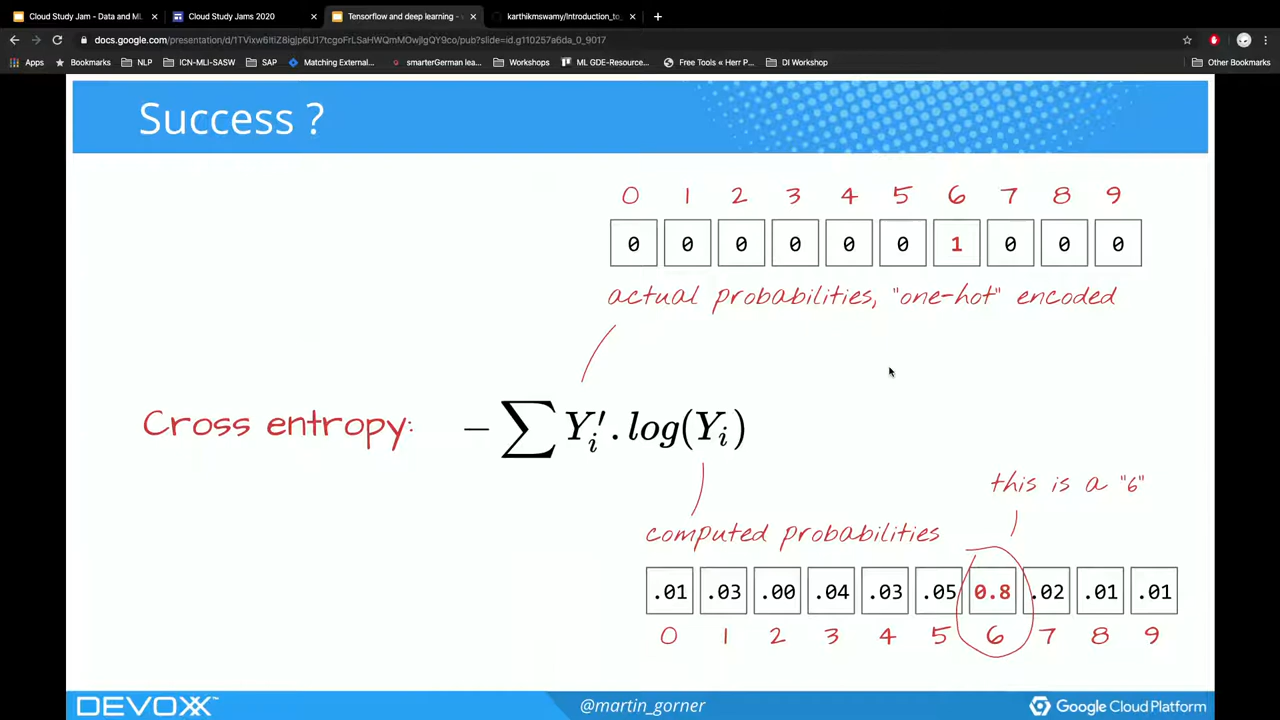 Cloud Study Jam - Data and ML
Cloud Study Jams 2020
Tensorflow and deep learning -
karthikmswamy/Introduction_to_
docs.google.com/presentation/d/1TVixw6ItiZ8igJp6U17tcgoFrLSaHWQmMOwjlgQY9co/pub?slide=id.g110257a6da_0_9017
Apps
Bookmarks
NLP
ICN-MLI-SASW
SAP
Matching External...
smarterGerman lea...
Workshops
ML GDE-Resource...
Free Tools « Herr P...
DI Workshop
Other Bookmarks
Success ?
0 1 2 3 4 5 6 7 8 9
0 0 0 0 0 0 1 0 0 0
actual probabilities, "one-hot" encoded
Cross entropy: − ∑ Y′i . log(Yi)
this is a "6"
computed probabilities
.01 .03 .00 .04 .03 .05 0.8 .02 .01 .01
0 1 2 3 4 5 6 7 8 9
DEVOXX
@martin_gorner
Google Cloud Platform